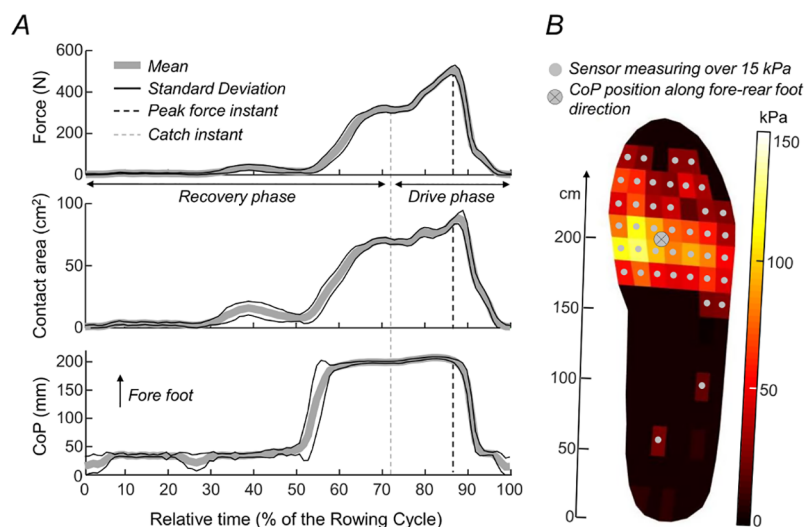 A
Force (N)
600
400
200
0
Mean
Standard Deviation
Peak force instant
Catch instant
Recovery phase
Drive phase
Contact area (cm²)
100
50
0
CoP (mm)
200
150
100
50
0
Fore foot
0 10 20 30 40 50 60 70 80 90 100
Relative time (% of the Rowing Cycle)
B
Sensor measuring over 15 kPa
CoP position along fore-rear foot
direction
kPa
150
100
50
0
cm
200
150
100
50
0